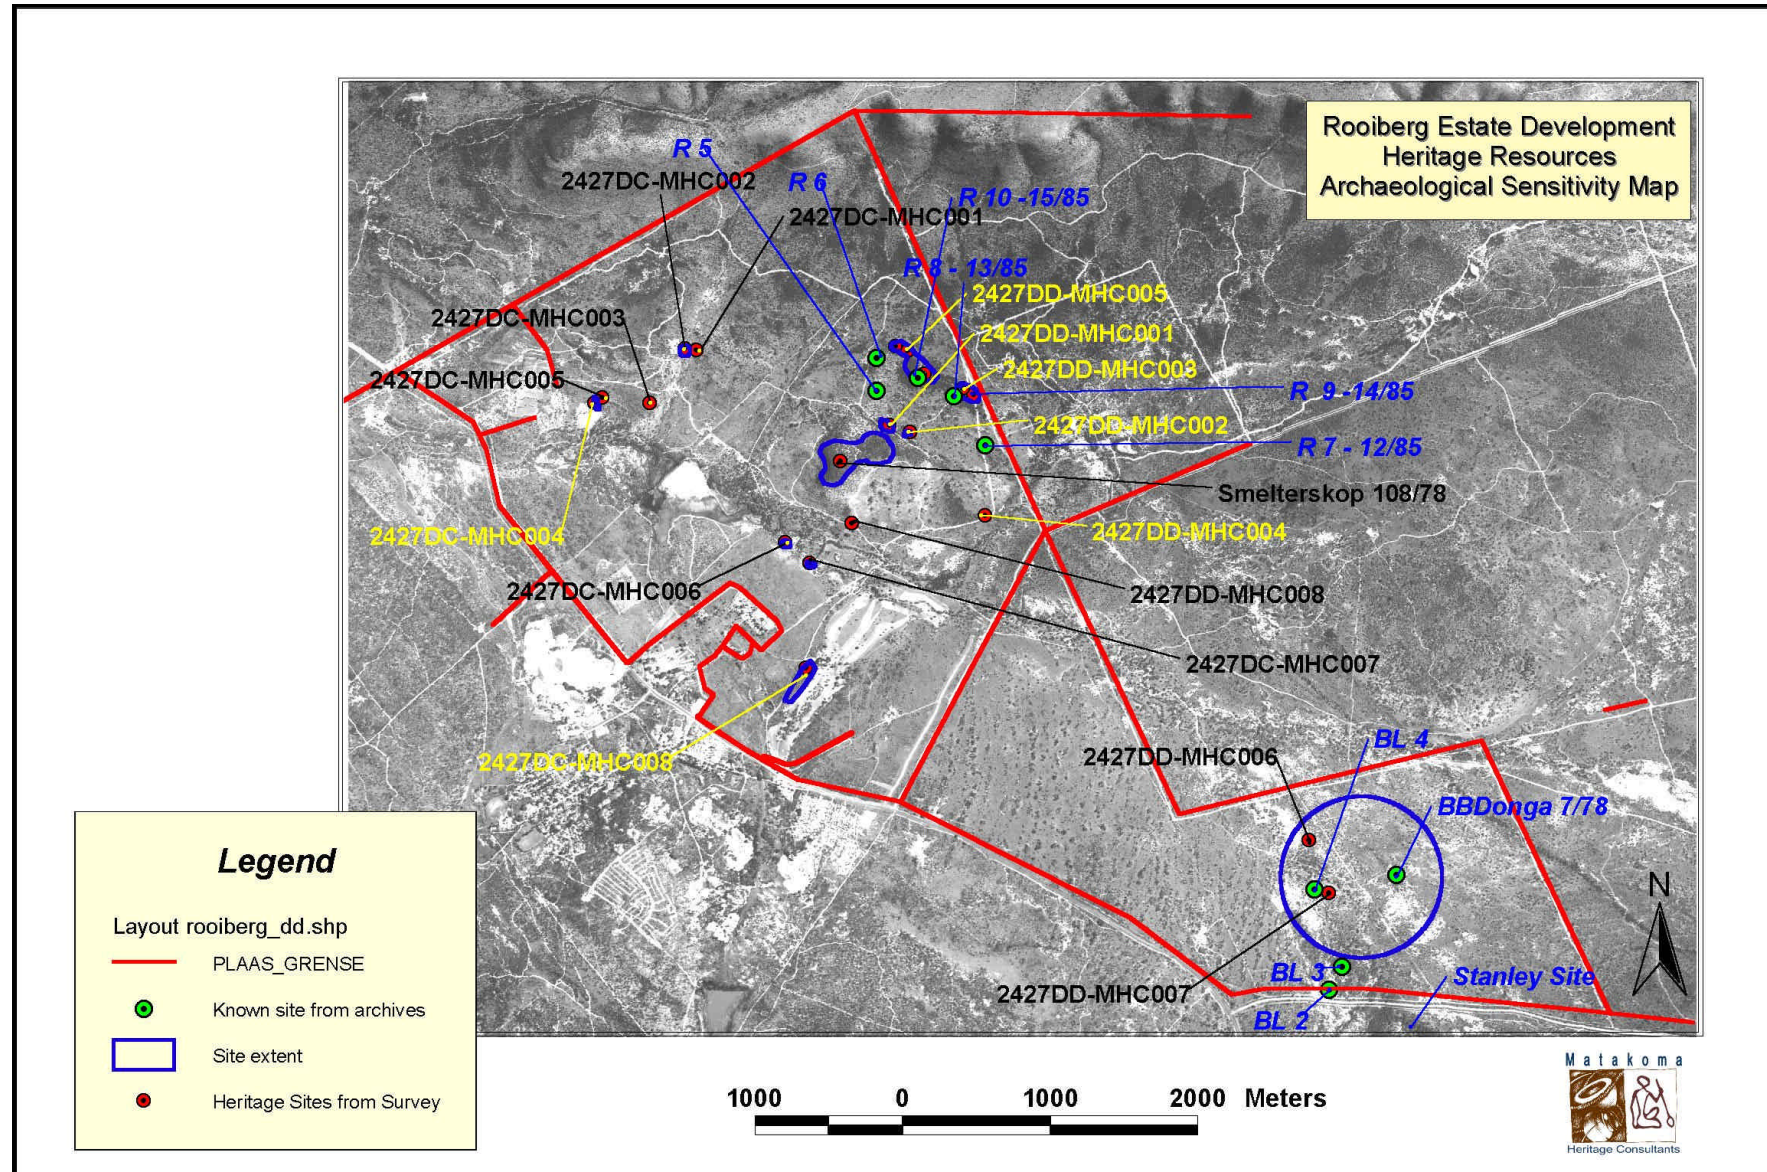 Rooiberg Estate Development
Heritage Resources
Archaeological Sensitivity Map
R 5
2427DC-MHC002
R 6
R 10 -15/85
2427DC-MHC001
R 8 - 13/85
2427DD-MHC005
2427DC-MHC003
2427DD-MHC001
2427DD-MHC003
2427DC-MHC005
R 9 -14/85
2427DD-MHC002
R 7 - 12/85
Smelterskop 108/78
2427DC-MHC004
2427DD-MHC004
2427DC-MHC006
2427DD-MHC008
2427DC-MHC007
2427DC-MHC008
BL 4
2427DD-MHC006
BBDonga 7/78
BL 3
Stanley Site
2427DD-MHC007
BL 2
N
Legend
Layout rooiberg_dd.shp
PLAAS_GRENSE
Known site from archives
Site extent
Heritage Sites from Survey
1000 0 1000 2000 Meters
Matakoma
Heritage Consultants